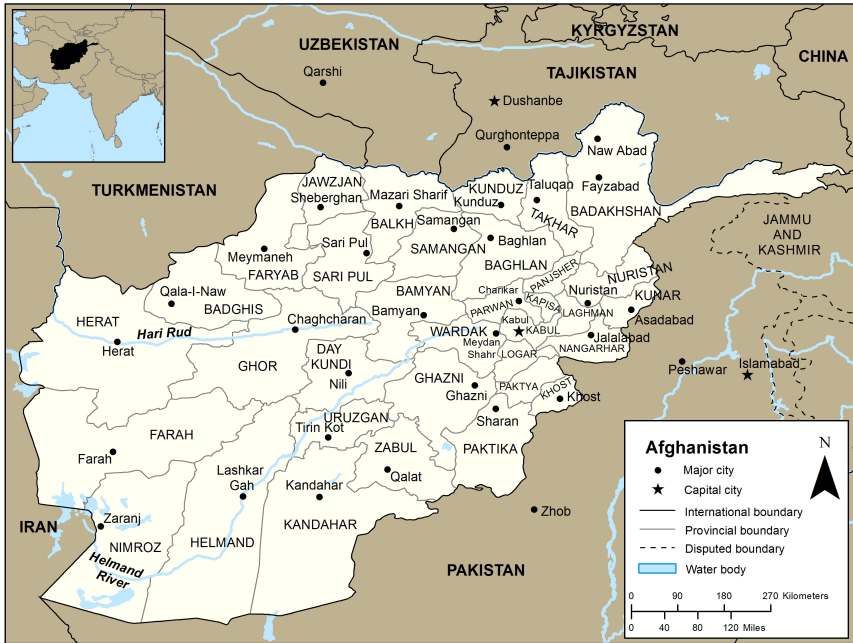 KYRGYZSTAN
UZBEKISTAN
CHINA
TAJIKISTAN
Qarshi
Dushanbe
Qurghonteppa
Naw Abad
TURKMENISTAN
JAWZJAN
Sheberghan
Mazari Sharif
KUNDUZ
Kunduz
Taluqan
Fayzabad
BADAKHSHAN
BALKH
Samangan
TAKHAR
JAMMU
AND
KASHMIR
Meymaneh
FARYAB
Sari Pul
SARI PUL
SAMANGAN
Baghlan
BAGHLAN
PANJSHER
NURISTAN
Qala-I-Naw
BADGHIS
BAMYAN
Bamyan
Charikar
PARWAN
KAPISA
Nuristan
LAGHMAN
KUNAR
Asadabad
HERAT
Herat
Hari Rud
Chaghcharan
WARDAK
Meydan
Shahr
Kabul
KABUL
LOGAR
Jalalabad
NANGARHAR
Peshawar
Islamabad
GHOR
DAY
KUNDI
Nili
GHAZNI
Ghazni
PAKTYA
KHOST
Khost
URUZGAN
Tirin Kot
Sharan
FARAH
Farah
ZABUL
Qalat
PAKTIKA
Lashkar
Gah
Kandahar
KANDAHAR
Zhob
IRAN
Zaranj
NIMROZ
HELMAND
Helmand
River
PAKISTAN
Afghanistan
N
Major city
Capital city
International boundary
Provincial boundary
Disputed boundary
Water body
0 90 180 270 Kilometers
0 40 80 120 Miles